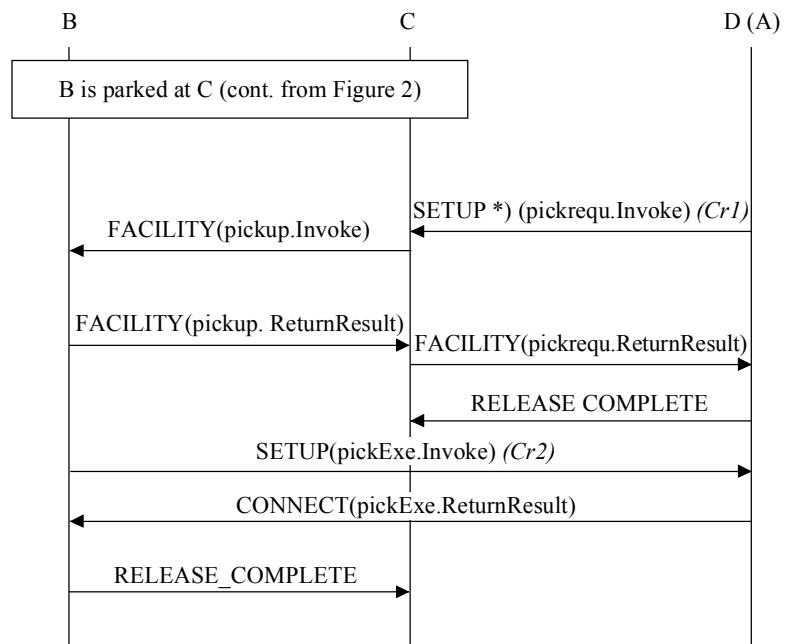 B C D (A)
B is parked at C (cont. from Figure 2)
SETUP *) (pickrequ.Invoke) (Cr1)
FACILITY(pickup.Invoke)
FACILITY(pickup. ReturnResult)
FACILITY(pickrequ.ReturnResult)
RELEASE COMPLETE
SETUP(pickExe.Invoke) (Cr2)
CONNECT(pickExe.ReturnResult)
RELEASE_COMPLETE